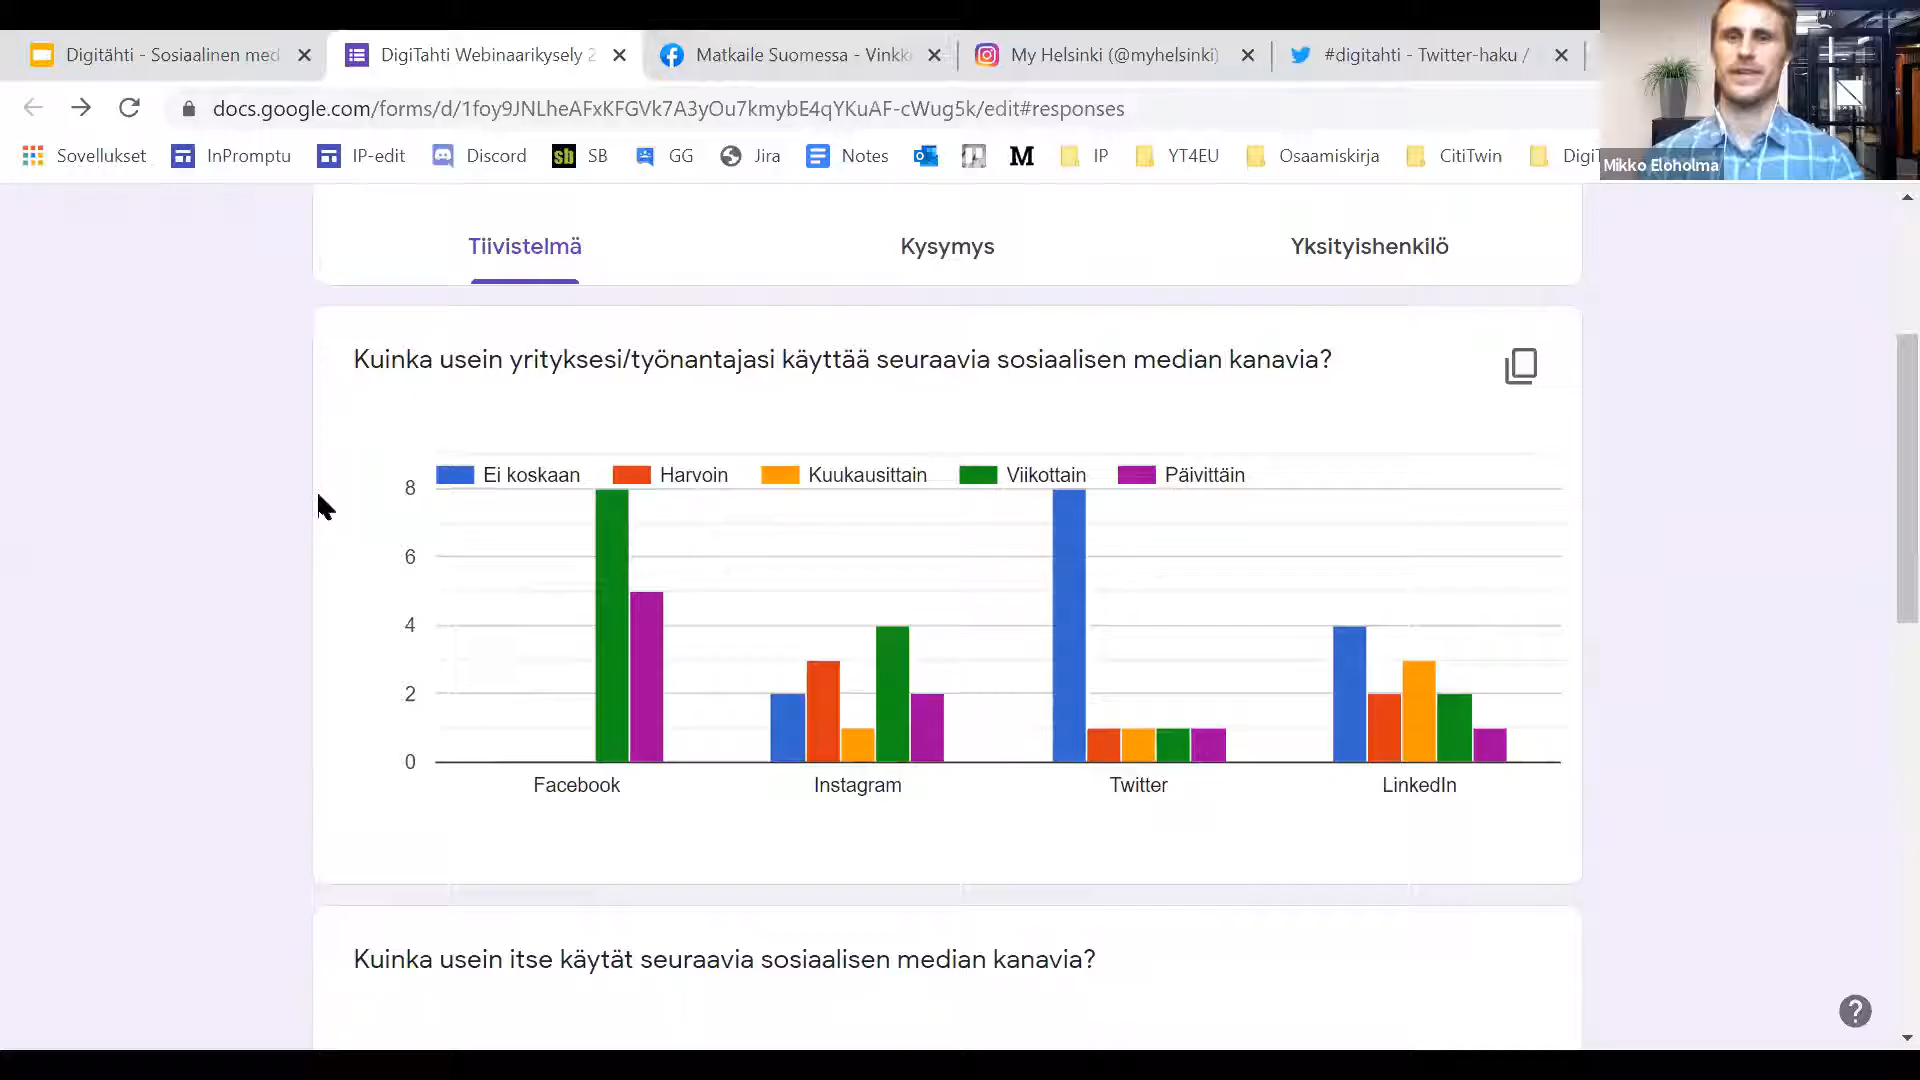 Digitähti - Sosiaalinen med
DigiTahti Webinaarikysely 2
Matkaile Suomessa - Vinkk
My Helsinki (@myhelsinki)
#digitahti - Twitter-haku /
docs.google.com/forms/d/1foy9JNLheAFxKFGVk7A3yOu7kmybE4qYKuAF-cWug5k/edit#responses
Sovellukset
InPromptu
IP-edit
Discord
sb SB
GG
Jira
Notes
M
IP
YT4EU
Osaamiskirja
CitiTwin
DigiT
Mikko Eloholma
Tiivistelmä
Kysymys
Yksityishenkilö
Kuinka usein yrityksesi/työnantajasi käyttää seuraavia sosiaalisen median kanavia?
Ei koskaan
Harvoin
Kuukausittain
Viikottain
Päivittäin
8
6
4
2
0
Facebook
Instagram
Twitter
LinkedIn
Kuinka usein itse käytät seuraavia sosiaalisen median kanavia?